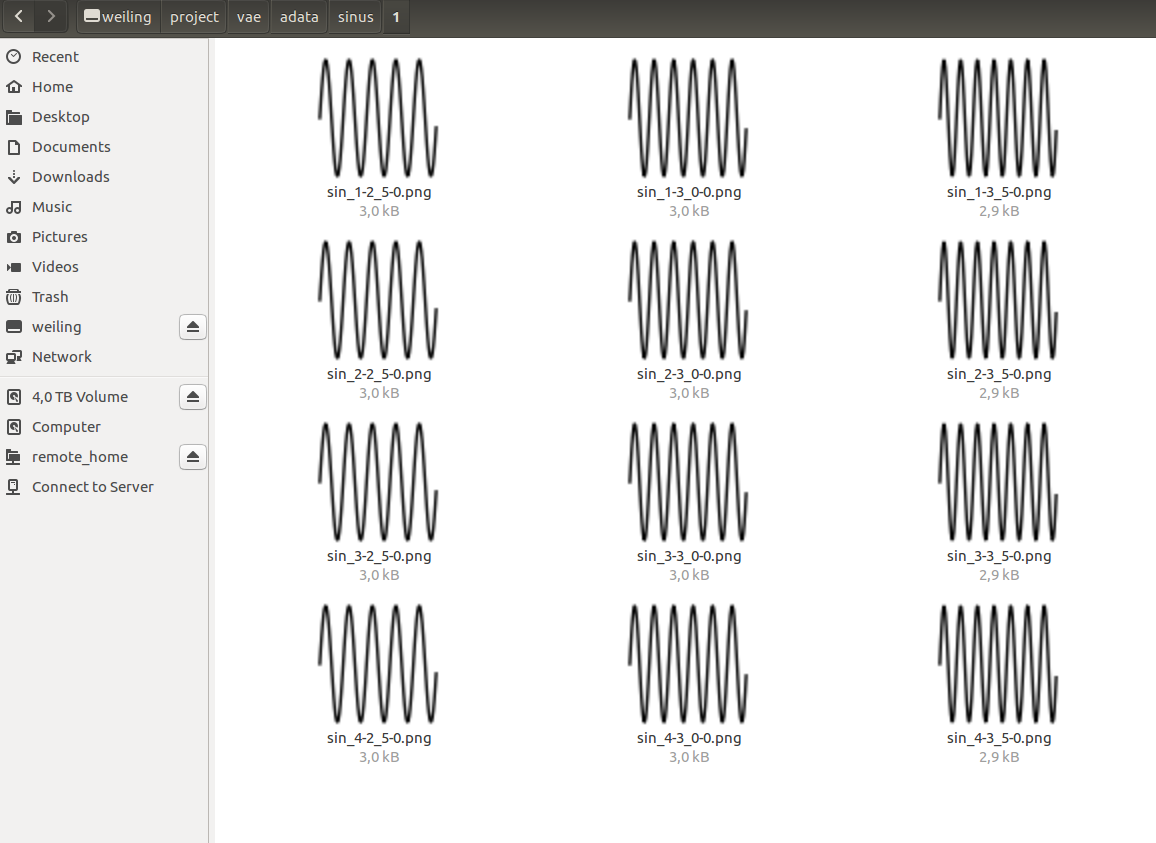 weiling project vae adata sinus 1
Recent
Home
Desktop
Documents
Downloads
Music
Pictures
Videos
Trash
weiling
Network
4,0 TB Volume
Computer
remote_home
Connect to Server
sin_1-2_5-0.png sin_1-3_0-0.png sin_1-3_5-0.png
3,0 kB 3,0 kB 2,9 kB
sin_2-2_5-0.png sin_2-3_0-0.png sin_2-3_5-0.png
3,0 kB 3,0 kB 2,9 kB
sin_3-2_5-0.png sin_3-3_0-0.png sin_3-3_5-0.png
3,0 kB 3,0 kB 2,9 kB
sin_4-2_5-0.png sin_4-3_0-0.png sin_4-3_5-0.png
3,0 kB 3,0 kB 2,9 kB